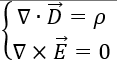 ∇ · D⃗ = ρ
∇ × E⃗ = 0